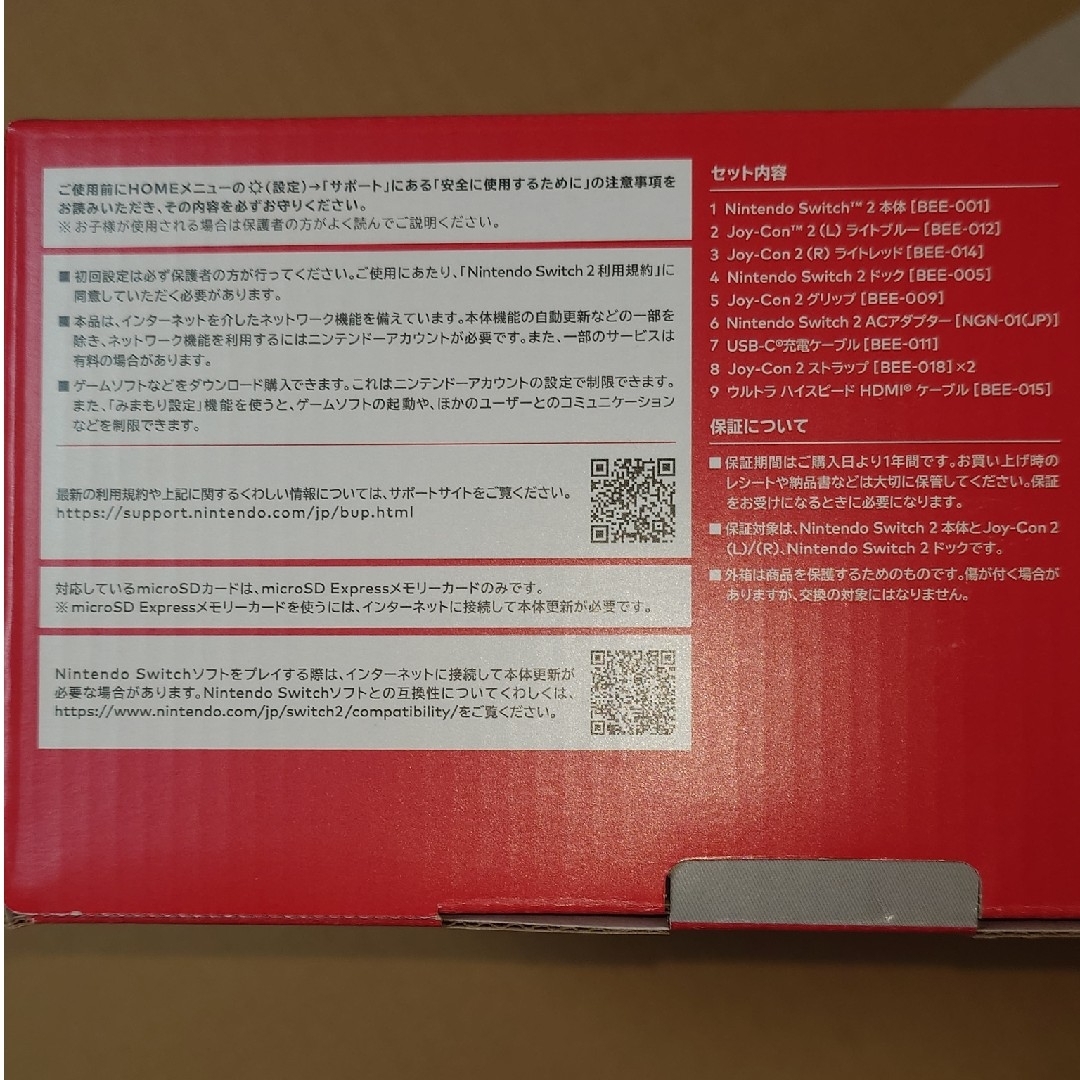 ご使用前にHOMEメニューの(設定)→「サポート」にある「安全に使用するために」の注意事項を
お読みいただき、その内容を必ずお守りください。
※お子様が使用される場合は保護者の方がよく読んでご説明ください。
■ 初回設定は必ず保護者の方が行ってください。ご使用にあたり、「Nintendo Switch 2 利用規約」に
同意していただく必要があります。
■ 本品は、インターネットを介したネットワーク機能を備えています。本体機能の自動更新などの一部を
除き、ネットワーク機能を利用するにはニンテンドーアカウントが必要です。また、一部のサービスは
有料の場合があります。
■ ゲームソフトなどをダウンロード購入できます。これはニンテンドーアカウントの設定で制限できます。
また、「みまもり設定」機能を使うと、ゲームソフトの起動や、ほかのユーザーとのコミュニケーション
などを制限できます。
最新の利用規約や上記に関するくわしい情報については、サポートサイトをご覧ください。
https://support.nintendo.com/jp/bup.html
対応しているmicroSDカードは、microSD Expressメモリーカードのみです。
※ microSD Expressメモリーカードを使うには、インターネットに接続して本体更新が必要です。
Nintendo Switchソフトをプレイする際は、インターネットに接続して本体更新が
必要な場合があります。Nintendo Switchソフトとの互換性についてくわしくは、
https://www.nintendo.com/jp/switch2/compatibility/をご覧ください。
セット内容
1 Nintendo Switch™ 2 本体 [BEE-001]
2 Joy-Con™ 2 (L) ライトブルー [BEE-012]
3 Joy-Con 2 (R) ライトレッド [BEE-014]
4 Nintendo Switch 2 ドック [BEE-005]
5 Joy-Con 2 グリップ [BEE-009]
6 Nintendo Switch 2 ACアダプター [NGN-01(JP)]
7 USB-C®充電ケーブル [BEE-011]
8 Joy-Con 2 ストラップ [BEE-018]×2
9 ウルトラ ハイスピード HDMI® ケーブル [BEE-015]
保証について
■ 保証期間はご購入日より1年間です。お買い上げ時の
レシートや納品書などは大切に保管してください。保証
をお受けになるときに必要になります。
■ 保証対象は、Nintendo Switch 2 本体とJoy-Con 2
(L)/(R)、Nintendo Switch 2 ドックです。
■ 外箱は商品を保護するためのものです。傷が付く場合が
ありますが、交換の対象にはなりません。